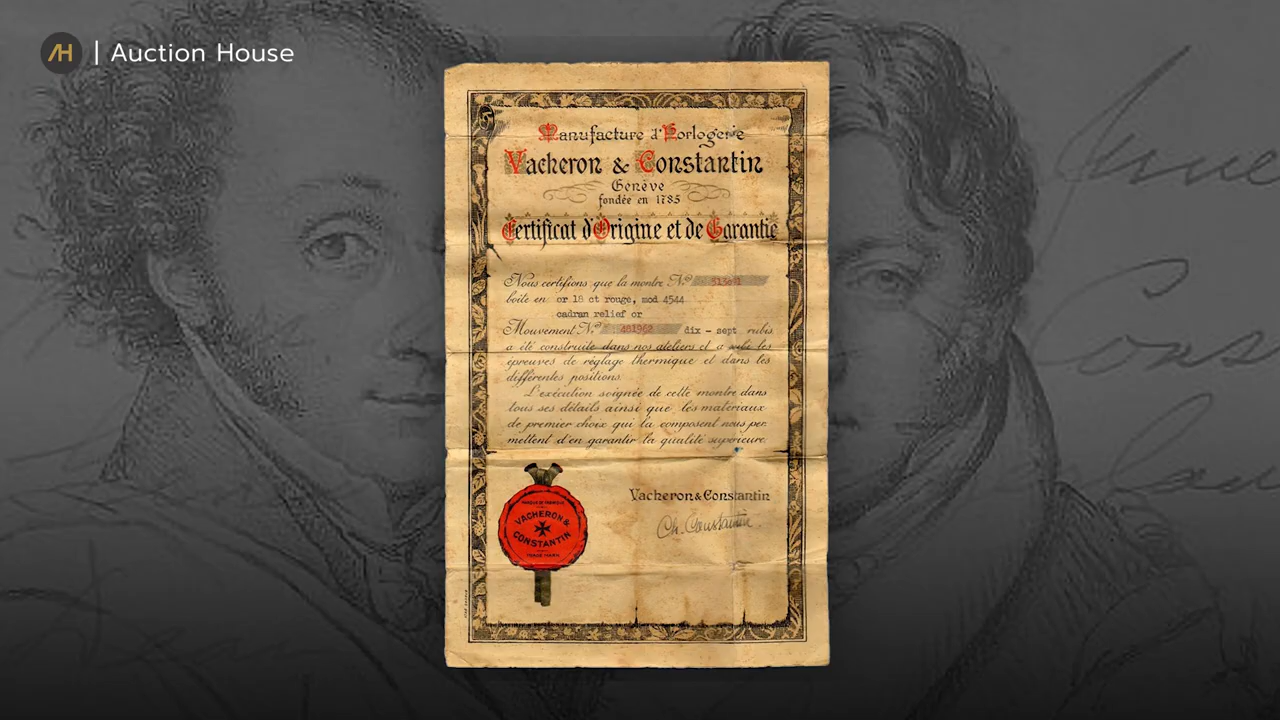 AH | Auction House
Manufacture d'Horlogerie
Vacheron & Constantin
Genève
fondée en 1785
Certificat d'Origine et de Garantie
Nous certifions que la montre Nº
boîte en or 18 ct rouge, mod 4544
cadran relief or
Mouvement Nº 481962 dix - sept rubis
a été construite dans nos ateliers et a subi les
épreuves de réglage thermique et dans les
différentes positions.
L'exécution soignée de cette montre dans
tous ses détails ainsi que les matériaux
de premier choix qui la composent nous per-
mettent d'en garantir la qualité supérieure.
Vacheron & Constantin
Ch. Constantin
VACHERON &
CONSTANTIN
TRADE MARK
June